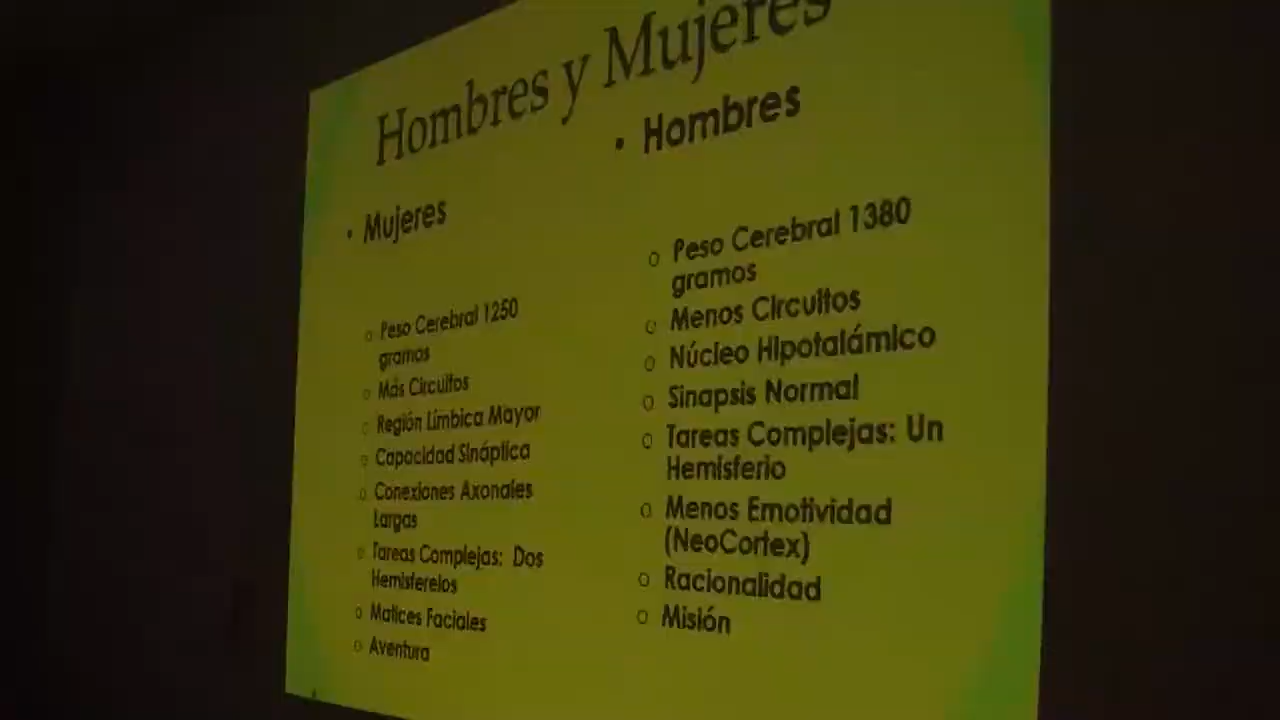 Hombres y Mujeres
• Mujeres
o Peso Cerebral 1250
gramos
o Más Circuitos
o Región Límbica Mayor
o Capacidad Sináptica
o Conexiones Axonales
Largas
o Tareas Complejas: Dos
Hemisfereios
o Matices Faciales
o Aventura
• Hombres
o Peso Cerebral 1380
gramos
o Menos Circuitos
o Núcleo Hipotalámico
o Sinapsis Normal
o Tareas Complejas: Un
Hemisferio
o Menos Emotividad
(NeoCortex)
o Racionalidad
o Misión